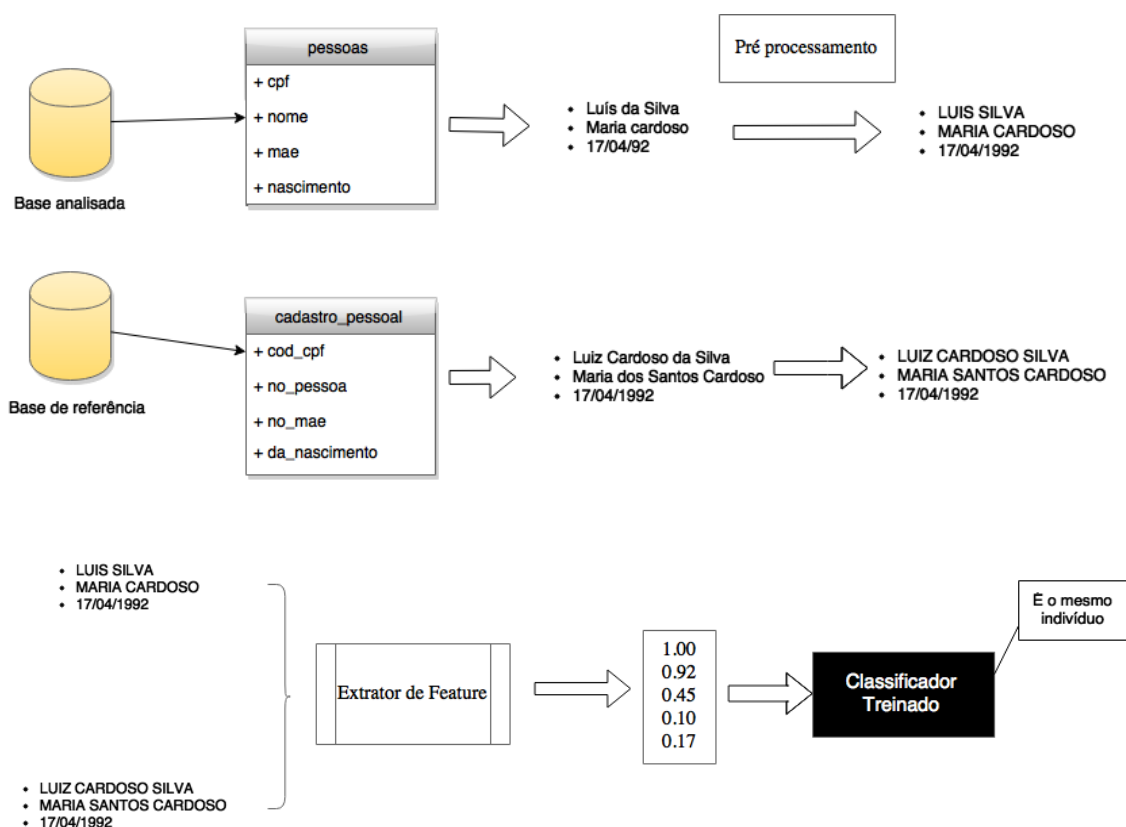 pessoas
+ cpf
+ nome
+ mae
+ nascimento
Base analisada
• Luís da Silva
• Maria cardoso
• 17/04/92
Pré processamento
• LUIS SILVA
• MARIA CARDOSO
• 17/04/1992
cadastro_pessoal
+ cod_cpf
+ no_pessoa
+ no_mae
+ da_nascimento
Base de referência
• Luiz Cardoso da Silva
• Maria dos Santos Cardoso
• 17/04/1992
• LUIZ CARDOSO SILVA
• MARIA SANTOS CARDOSO
• 17/04/1992
• LUIS SILVA
• MARIA CARDOSO
• 17/04/1992
• LUIZ CARDOSO SILVA
• MARIA SANTOS CARDOSO
• 17/04/1992
Extrator de Feature
1.00
0.92
0.45
0.10
0.17
Classificador
Treinado
É o mesmo
indivíduo